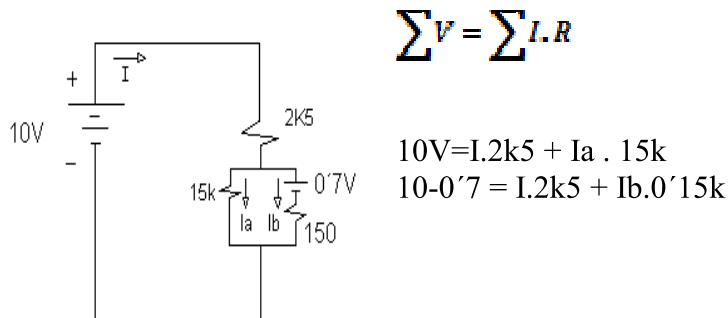 ∑V = ∑I.R
+
I
10V
−
2K5
15k
0´7V
Ia
Ib
150
10V=I.2k5 + Ia . 15k
10-0´7 = I.2k5 + Ib.0´15k